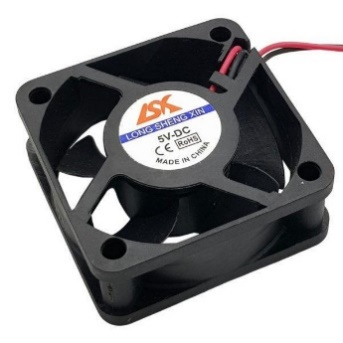 LSK
LONG SHENG XIN
5V-DC
CE RoHS
MADE IN CHINA